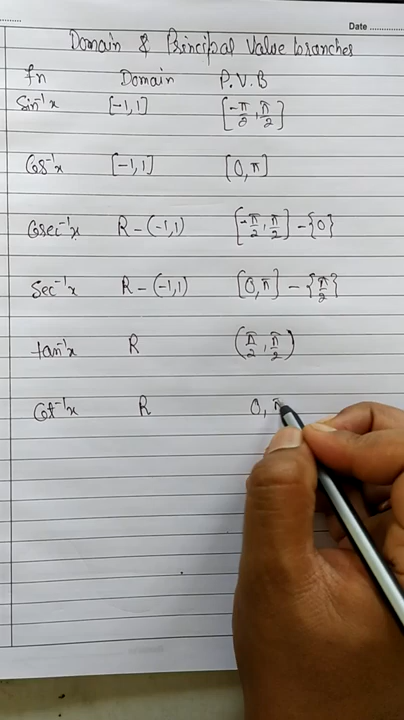 Date
Domain & Principal Value branches
fn Domain P.V.B
Sin⁻¹x [-1,1] [-π/2, π/2]
Cos⁻¹x [-1,1] [0,π]
Cosec⁻¹x R-(-1,1) [-π/2, π/2]-{0}
Sec⁻¹x R-(-1,1) [0,π]-{π/2}
tan⁻¹x R (π/2, π/2)
Cot⁻¹x R 0,π